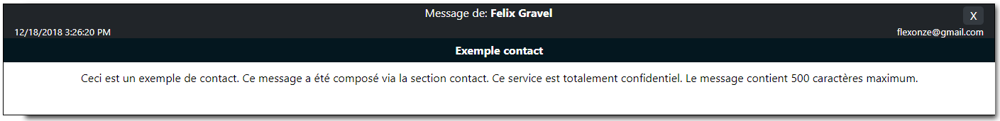 Message de: Felix Gravel
X
12/18/2018 3:26:20 PM
flexonze@gmail.com
Exemple contact
Ceci est un exemple de contact. Ce message a été composé via la section contact. Ce service est totalement confidentiel. Le message contient 500 caractères maximum.